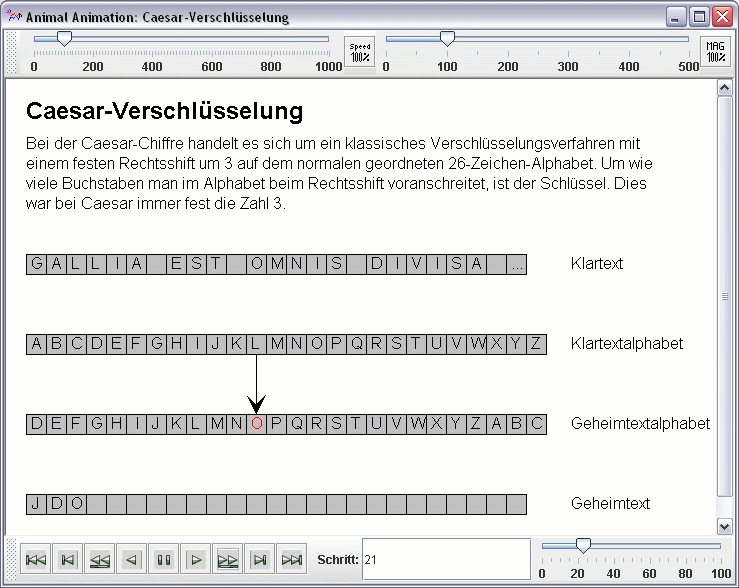 Animal Animation: Caesar-Verschlüsselung
0 200 400 600 800 1000 Speed 100% 0 100 200 300 400 500 MAG 100%
Caesar-Verschlüsselung
Bei der Caesar-Chiffre handelt es sich um ein klassisches Verschlüsselungsverfahren mit
einem festen Rechtsshift um 3 auf dem normalen geordneten 26-Zeichen-Alphabet. Um wie
viele Buchstaben man im Alphabet beim Rechtsshift voranschreitet, ist der Schlüssel. Dies
war bei Caesar immer fest die Zahl 3.
G A L L I A E S T O M N I S D I V I S A ... Klartext
A B C D E F G H I J K L M N O P Q R S T U V W X Y Z Klartextalphabet
D E F G H I J K L M N O P Q R S T U V W X Y Z A B C Geheimtextalphabet
J D O Geheimtext
Schritt: 21 0 20 40 60 80 100